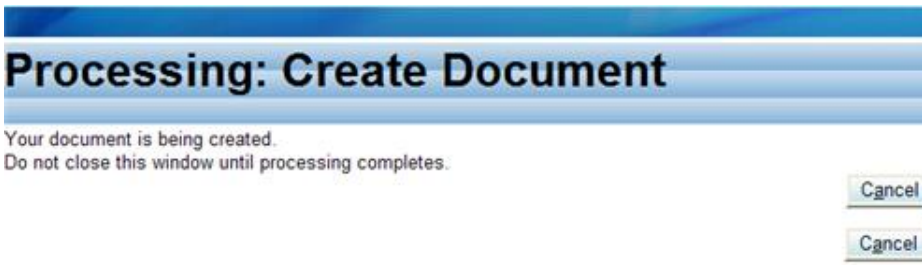 Processing: Create Document
Your document is being created.
Do not close this window until processing completes.
Cancel
Cancel